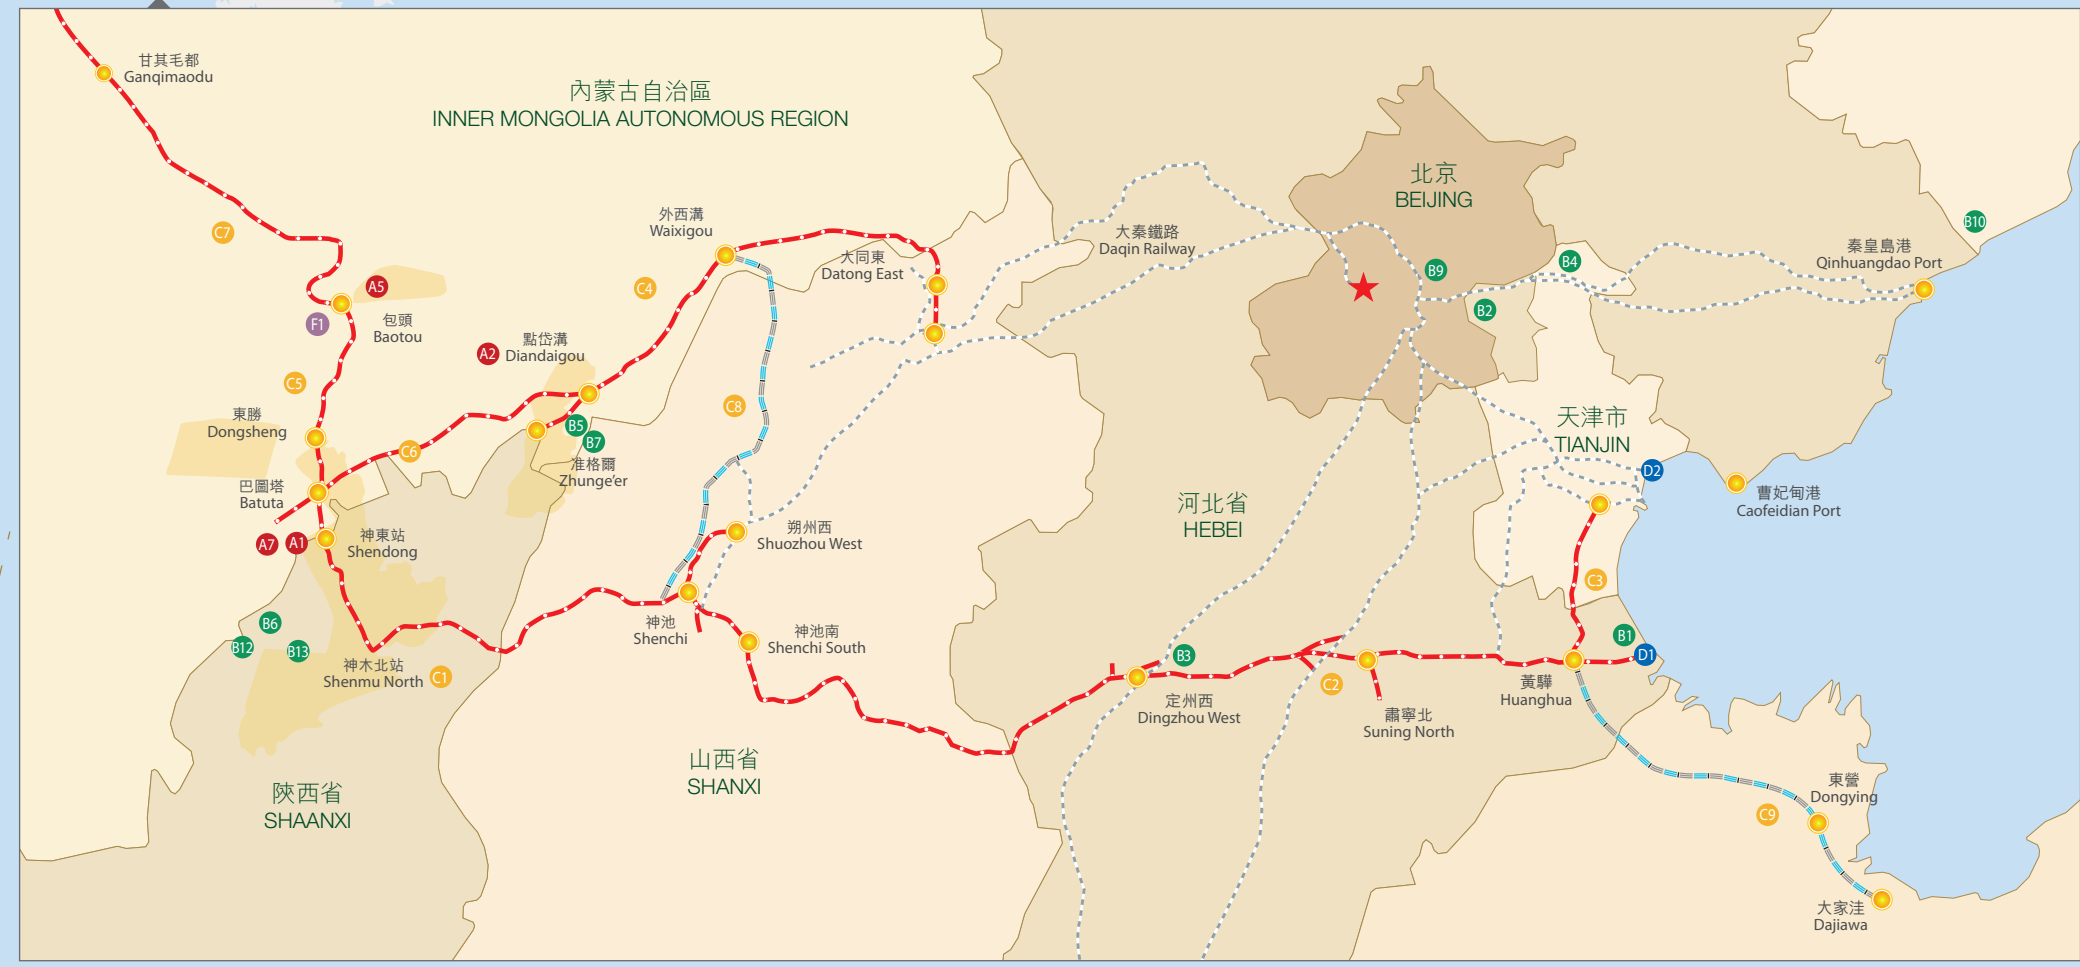 甘其毛都
Ganqimaodu
內蒙古自治區
INNER MONGOLIA AUTONOMOUS REGION
北京
BEIJING
C7
外西溝
Waixigou
大秦鐵路
Daqin Railway
B10
秦皇島港
Qinhuangdao Port
大同東
Datong East
B9
B4
A5
C4
F1
包頭
Baotou
B2
點岱溝
Diandaigou
A2
C5
東勝
Dongsheng
C8
天津市
TIANJIN
B5
B7
C6
准格爾
Zhunge'er
D2
巴圖塔
Batuta
曹妃甸港
Caofeidian Port
河北省
HEBEI
神東站
Shendong
A7
A1
朔州西
Shuozhou West
C3
B6
B12
B13
神池
Shenchi
神池南
Shenchi South
B1
D1
B3
神木北站
Shenmu North
C1
C2
定州西
Dingzhou West
黃驊
Huanghua
肅寧北
Suning North
山西省
SHANXI
陝西省
SHAANXI
東營
Dongying
C9
大家洼
Dajiawa